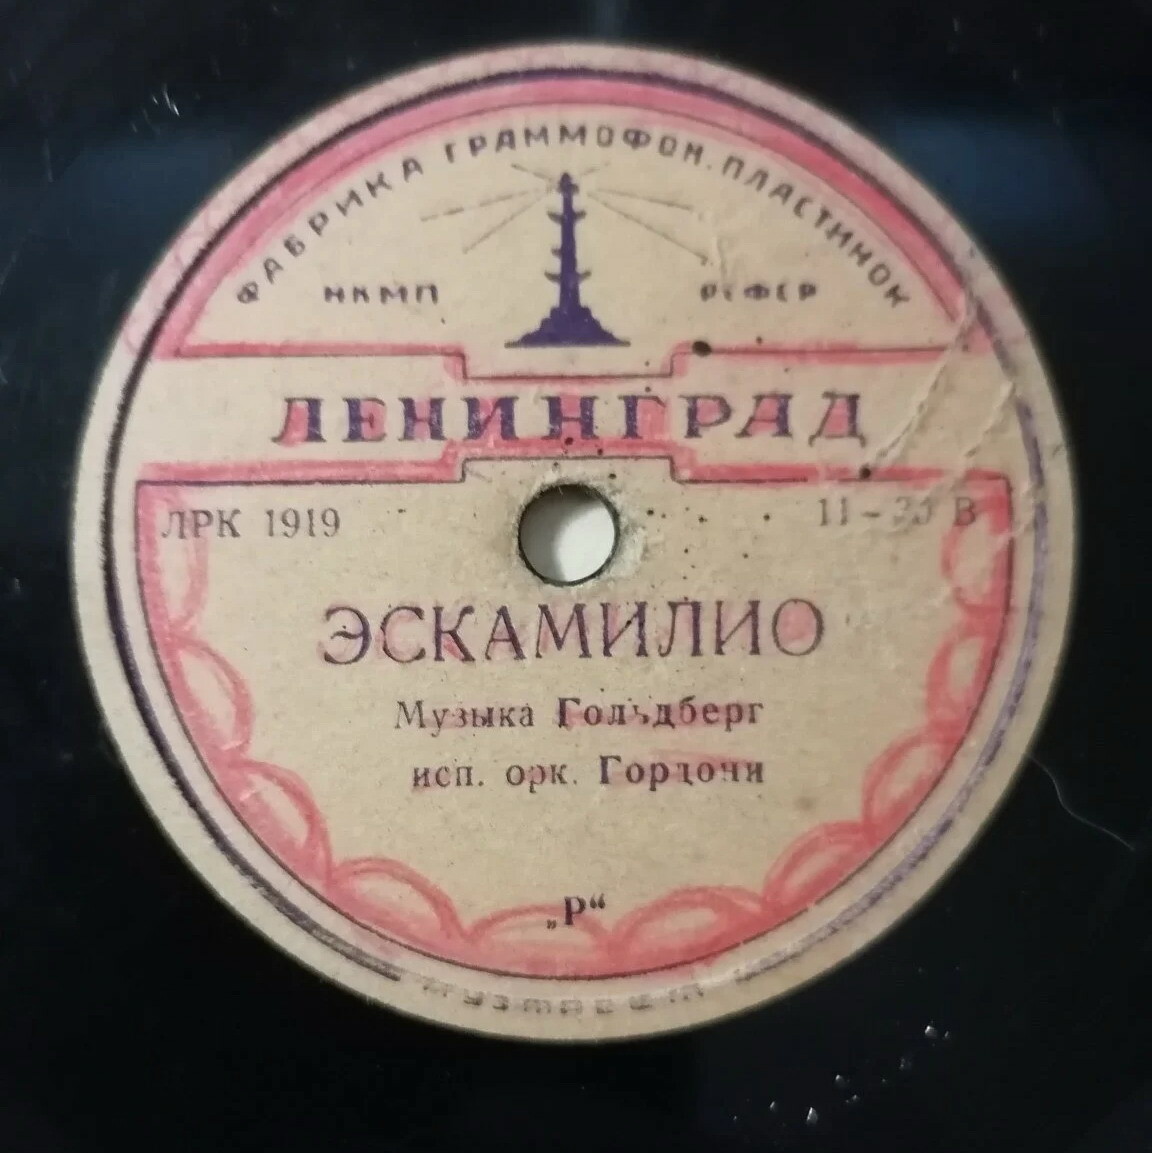 ФАБРИКА ГРАММОФОН. ПЛАСТИНОК
НКМП РСФСР
ЛЕНИНГРАД
ЛРК 1919 В
ЭСКАМИЛИО
Музыка Гольдберг
исп. орк. Гордони
„Р“